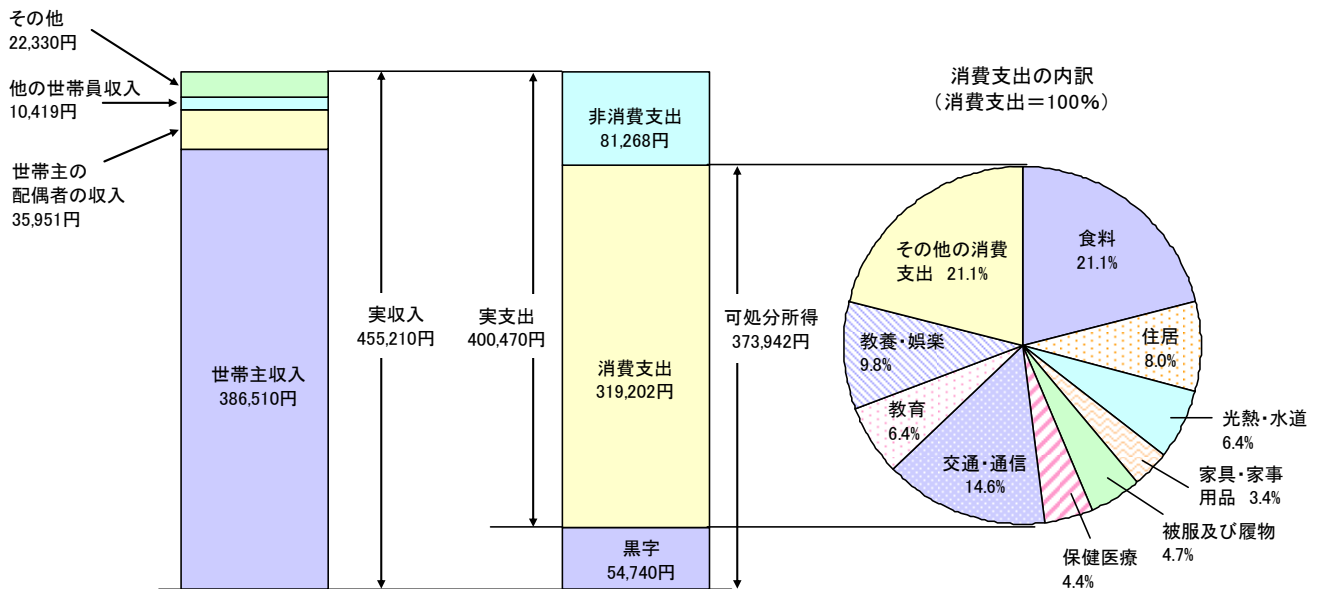 その他
22,330円
他の世帯員収入
10,419円
世帯主の
配偶者の収入
35,951円
世帯主収入
386,510円
実収入
455,210円
実支出
400,470円
非消費支出
81,268円
消費支出
319,202円
黒字
54,740円
可処分所得
373,942円
消費支出の内訳
（消費支出＝100％）
食料
21.1%
住居
8.0%
光熱・水道
6.4%
家具・家事
用品 3.4%
被服及び履物
4.7%
保健医療
4.4%
交通・通信
14.6%
教育
6.4%
教養・娯楽
9.8%
その他の消費
支出 21.1%